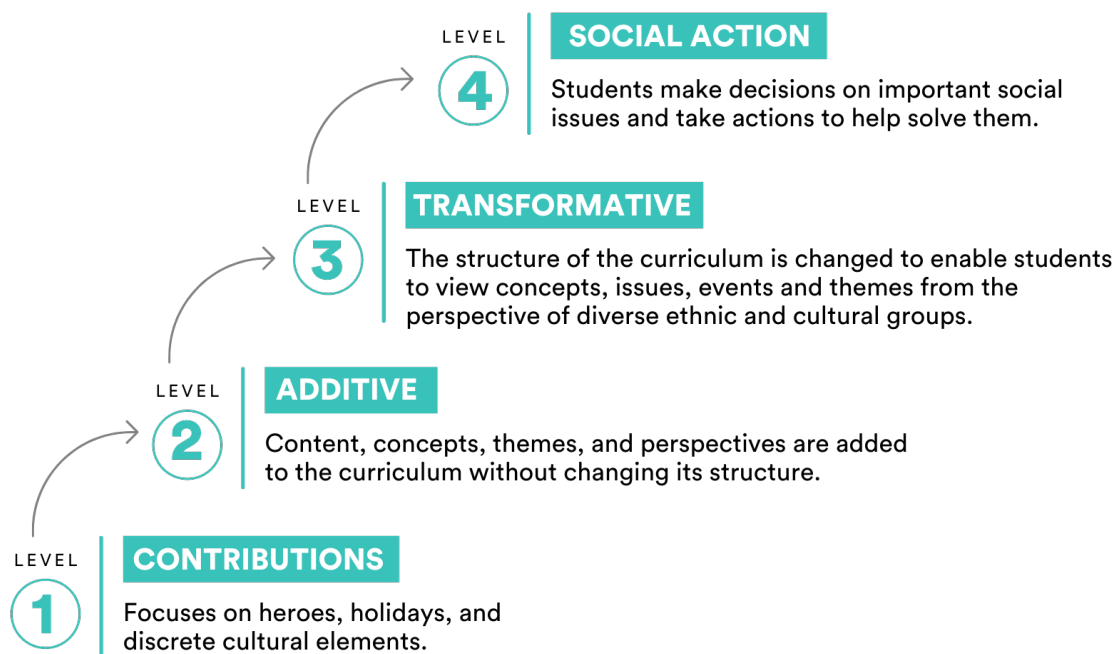 LEVEL
4
SOCIAL ACTION
Students make decisions on important social
issues and take actions to help solve them.
LEVEL
3
TRANSFORMATIVE
The structure of the curriculum is changed to enable students
to view concepts, issues, events and themes from the
perspective of diverse ethnic and cultural groups.
LEVEL
2
ADDITIVE
Content, concepts, themes, and perspectives are added
to the curriculum without changing its structure.
LEVEL
1
CONTRIBUTIONS
Focuses on heroes, holidays, and
discrete cultural elements.